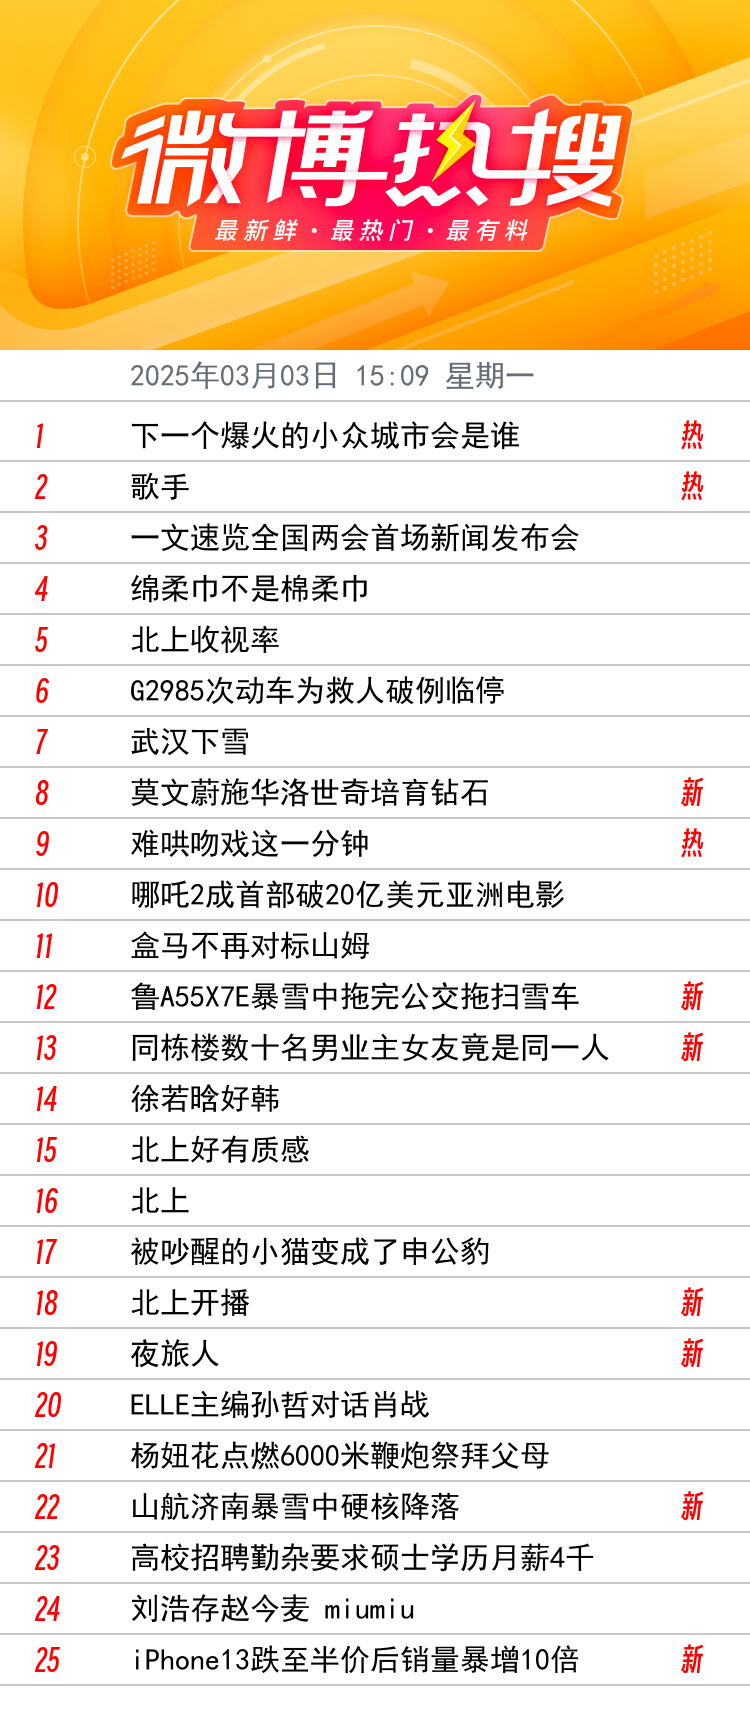 微博热搜
最新鲜·最热门·最有料
2025年03月03日 15:09 星期一
1 下一个爆火的小众城市会是谁 热
2 歌手 热
3 一文速览全国两会首场新闻发布会
4 绵柔巾不是棉柔巾
5 北上收视率
6 G2985次动车为救人破例临停
7 武汉下雪
8 莫文蔚施华洛世奇培育钻石 新
9 难哄吻戏这一分钟 热
10 哪吒2成首部破20亿美元亚洲电影
11 盒马不再对标山姆
12 鲁A55X7E暴雪中拖完公交拖扫雪车 新
13 同栋楼数十名男业主女友竟是同一人 新
14 徐若晗好韩
15 北上好有质感
16 北上
17 被吵醒的小猫变成了申公豹
18 北上开播 新
19 夜旅人 新
20 ELLE主编孙哲对话肖战
21 杨妞花点燃6000米鞭炮祭拜父母
22 山航济南暴雪中硬核降落 新
23 高校招聘勤杂要求硕士学历月薪4千
24 刘浩存赵今麦 miumiu
25 iPhone13跌至半价后销量暴增10倍 新